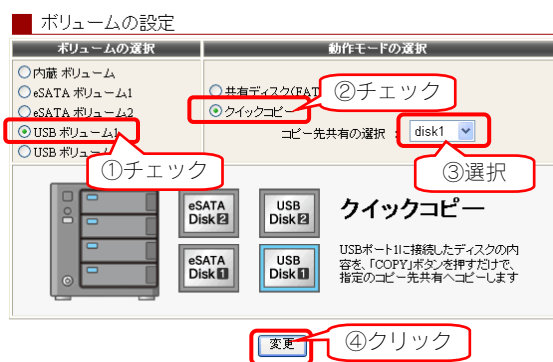 ボリュームの設定
ボリュームの選択
動作モードの選択
内蔵 ボリューム
eSATA ボリューム1
eSATA ボリューム2
USB ボリューム1
USB ボリューム
共有ディスク(FAT
クイックコピー
コピー先共有の選択 : disk1
①チェック
②チェック
③選択
eSATA Disk2
USB Disk2
eSATA Disk1
USB Disk1
クイックコピー
USBポート1に接続したディスクの内
容を、「COPY」ボタンを押すだけで、
指定のコピー先共有へコピーします
変更
④クリック